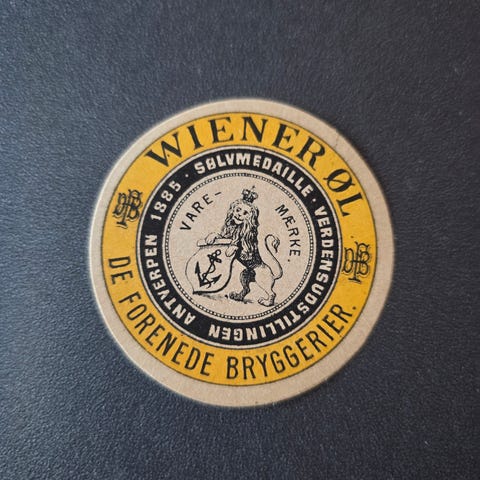 WIENER ØL
SØLVMEDAILLE · VERDENSUDSTILLINGEN ANTVERPEN 1885 ·
VARE-MÆRKE.
DE FORENEDE BRYGGERIER.